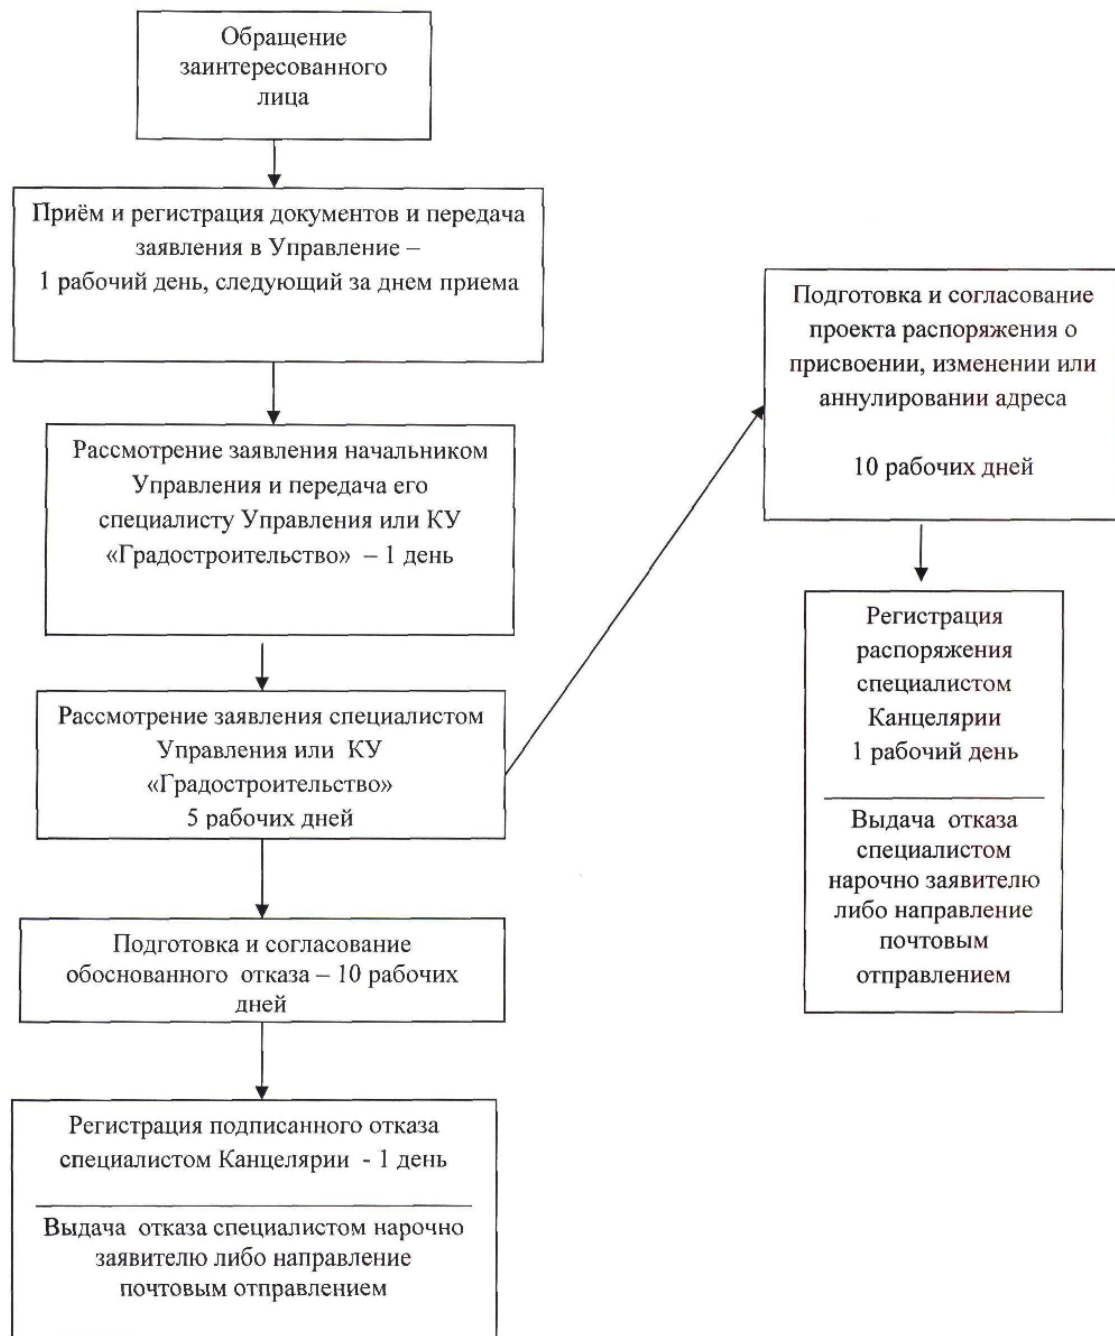 Обращение
заинтересованного
лица
Приём и регистрация документов и передача
заявления в Управление –
1 рабочий день, следующий за днем приема
Рассмотрение заявления начальником
Управления и передача его
специалисту Управления или КУ
«Градостроительство» – 1 день
Рассмотрение заявления специалистом
Управления или КУ
«Градостроительство»
5 рабочих дней
Подготовка и согласование
обоснованного отказа – 10 рабочих
дней
Регистрация подписанного отказа
специалистом Канцелярии - 1 день
Выдача отказа специалистом нарочно
заявителю либо направление
почтовым отправлением
Подготовка и согласование
проекта распоряжения о
присвоении, изменении или
аннулировании адреса
10 рабочих дней
Регистрация
распоряжения
специалистом
Канцелярии
1 рабочий день
Выдача отказа
специалистом
нарочно заявителю
либо направление
почтовым
отправлением